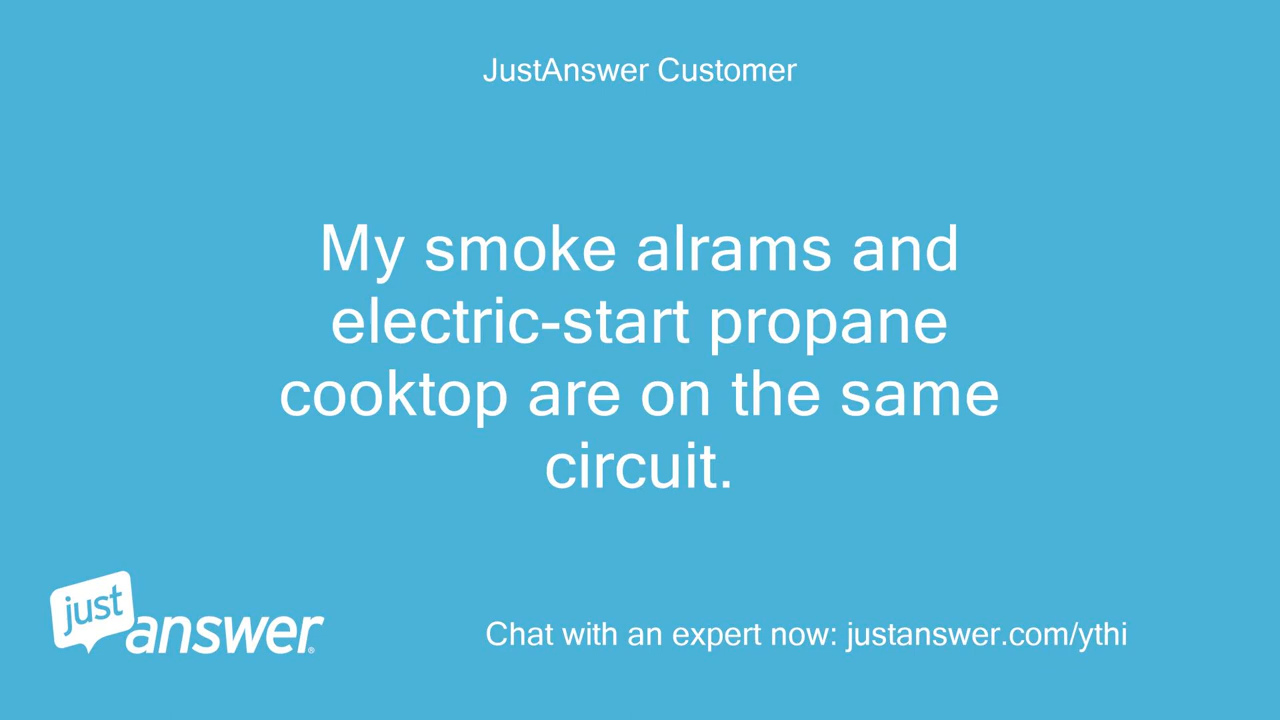 JustAnswer Customer
My smoke alrams and
electric-start propane
cooktop are on the same
circuit.
just
answer®
Chat with an expert now: justanswer.com/ythi